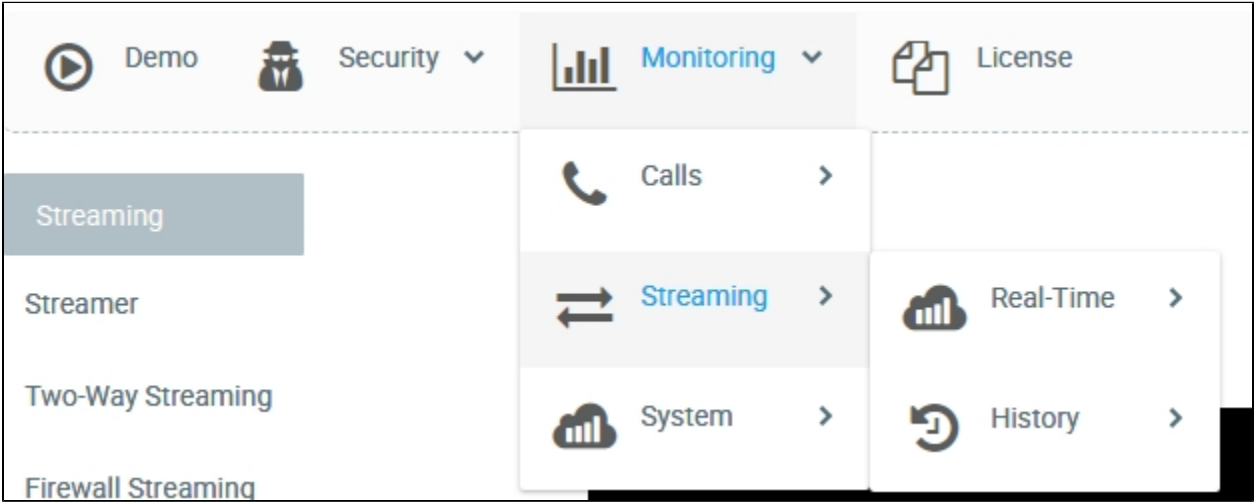 Demo
Security
Monitoring
License
Calls
Streaming
System
Real-Time
History
Streaming
Streamer
Two-Way Streaming
Firewall Streaming